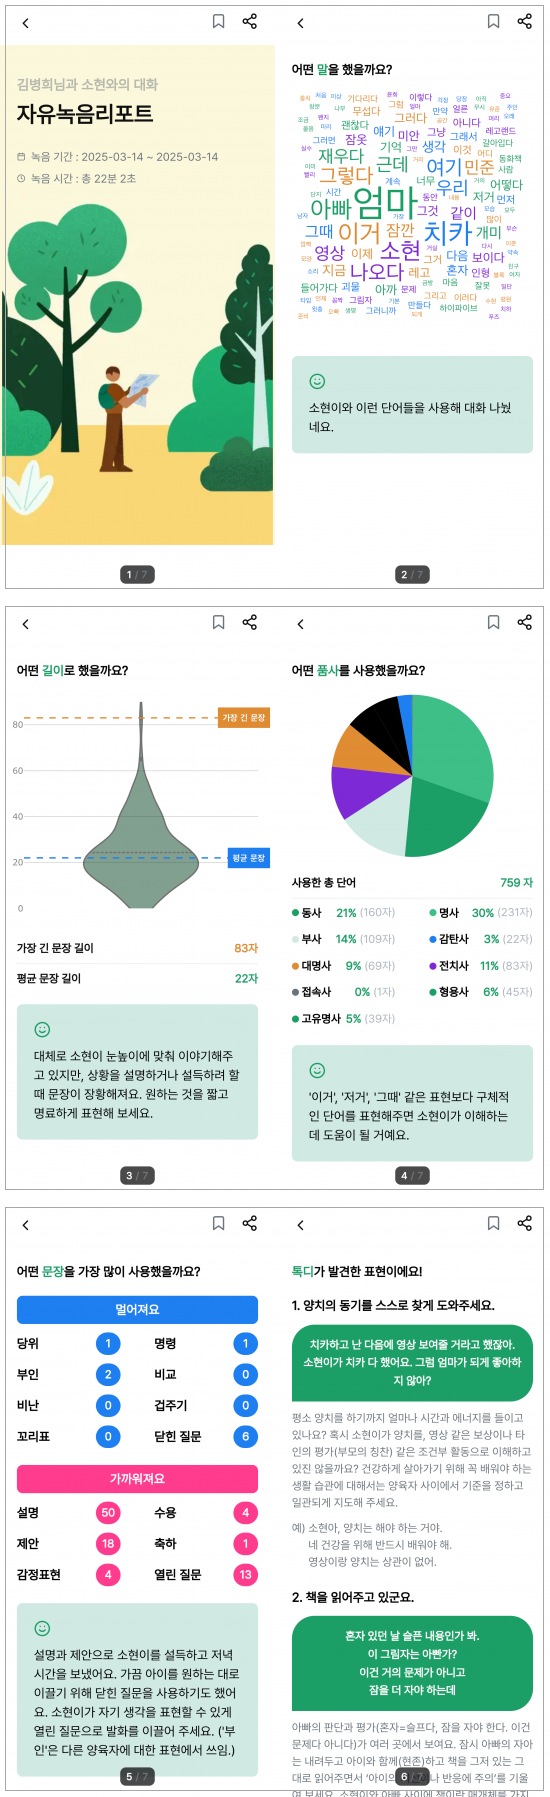 김병희님과 소현와의 대화
자유녹음리포트
녹음 기간 : 2025-03-14 ~ 2025-03-14
녹음 시간 : 총 22분 2초
1 / 7
어떤 말을 했을까요?
기다리다 그럼 이렇다
무섭다 그러다 만약 얼른 아니다
괜찮다 얘기 미안 그냥 그래서 레고랜드
그러면 잠옷 기억 생각 이것 어디 갈아입다
재우다 근데 여기 민준 동화책
그렇다 너무 우리 어떻다 사람
시간 계속 동안 저거 먼저
아빠 엄마 그것 같이 많이
그때 이거 잠깐 치카 개미
영상 이제 소현 그거 다음 보이다
지금 나오다 레고 혼자 인형
들어가다 괴물 아까 문제 마음 잘못
그림자 그리고 이러다
그러니까 만들다 하이파이브
소현이와 이런 단어들을 사용해 대화 나눴
네요.
2 / 7
어떤 길이로 했을까요?
가장 긴 문장
80
60
40
평균 문장
20
0
가장 긴 문장 길이 83자
평균 문장 길이 22자
대체로 소현이 눈높이에 맞춰 이야기해주
고 있지만, 상황을 설명하거나 설득하려 할
때 문장이 장황해져요. 원하는 것을 짧고
명료하게 표현해 보세요.
3 / 7
어떤 품사를 사용했을까요?
사용한 총 단어 759 자
동사 21% (160자) 명사 30% (231자)
부사 14% (109자) 감탄사 3% (22자)
대명사 9% (69자) 전치사 11% (83자)
접속사 0% (1자) 형용사 6% (45자)
고유명사 5% (39자)
'이거', '저거', '그때' 같은 표현보다 구체적
인 단어를 표현해주면 소현이가 이해하는
데 도움이 될 거예요.
4 / 7
어떤 문장을 가장 많이 사용했을까요?
멀어져요
당위 1 명령 1
부인 2 비교 0
비난 0 겁주기 0
꼬리표 0 닫힌 질문 6
가까워져요
설명 50 수용 4
제안 18 축하 1
감정표현 4 열린 질문 13
설명과 제안으로 소현이를 설득하고 저녁
시간을 보냈어요. 가끔 아이를 원하는 대로
이끌기 위해 닫힌 질문을 사용하기도 했어
요. 소현이가 자기 생각을 표현할 수 있게
열린 질문으로 발화를 이끌어 주세요. ('부
인'은 다른 양육자에 대한 표현에서 쓰임.)
5 / 7
톡디가 발견한 표현이에요!
1. 양치의 동기를 스스로 찾게 도와주세요.
치카하고 난 다음에 영상 보여줄 거라고 했잖아.
소현이가 치카 다 했어요. 그럼 엄마가 되게 좋아하
지 않아?
평소 양치를 하기까지 얼마나 시간과 에너지를 들이고
있나요? 혹시 소현이가 양치를, 영상 같은 보상이나 타
인의 평가(부모의 칭찬) 같은 조건부 활동으로 이해하고
있진 않을까요? 건강하게 살아가기 위해 꼭 배워야 하는
생활 습관에 대해서는 양육자 사이에서 기준을 정하고
일관되게 지도해 주세요.
예) 소현아, 양치는 해야 하는 거야.
네 건강을 위해 반드시 배워야 해.
영상이랑 양치는 상관이 없어.
2. 책을 읽어주고 있군요.
혼자 있던 날 슬픈 내용인가 봐.
이 그림자는 아빤가?
이건 거의 문제가 아니고
잠을 더 자야 하는데
아빠의 판단과 평가(혼자=슬프다, 잠을 자야 한다. 이건
문제다 아니다)가 여러 곳에서 보여요. 잠시 아빠의 자아
는 내려두고 아이와 함께(현존)하고 책을 그저 있는 그
대로 읽어주면서 '아이의 나 반응에 주의'를 기울
6 / 7